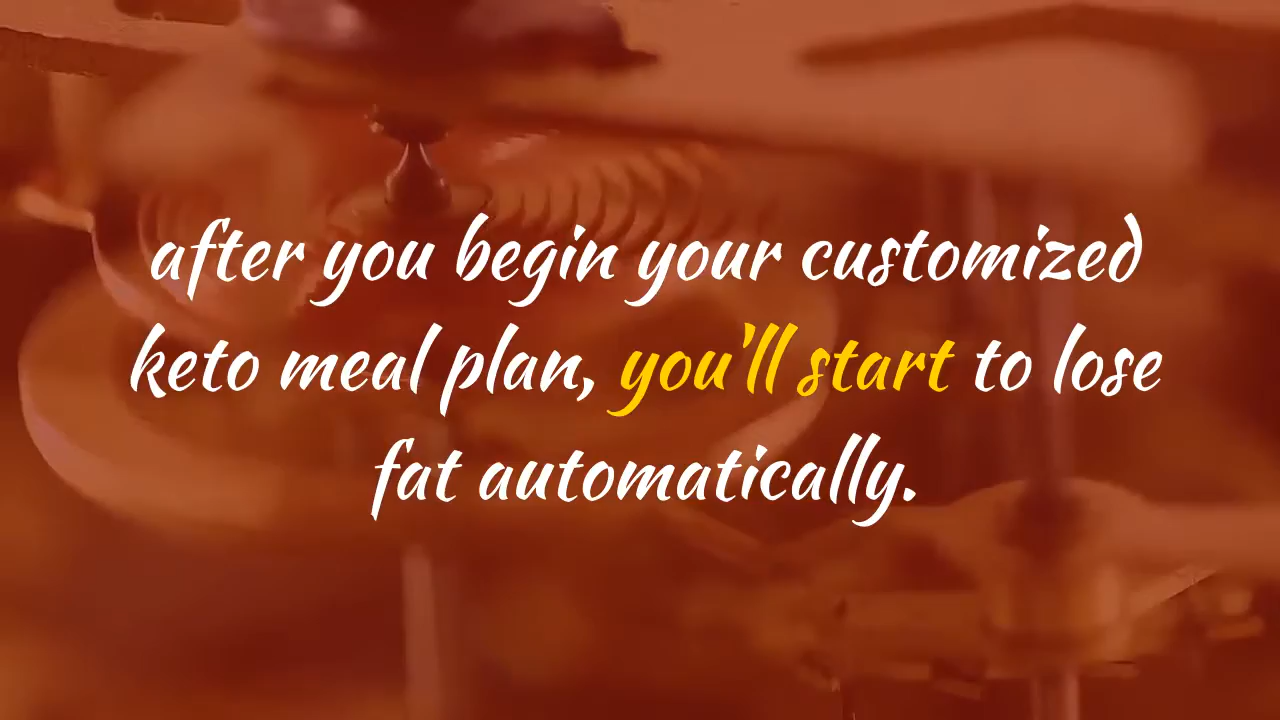 after you begin your customized
keto meal plan, you'll start to lose
fat automatically.